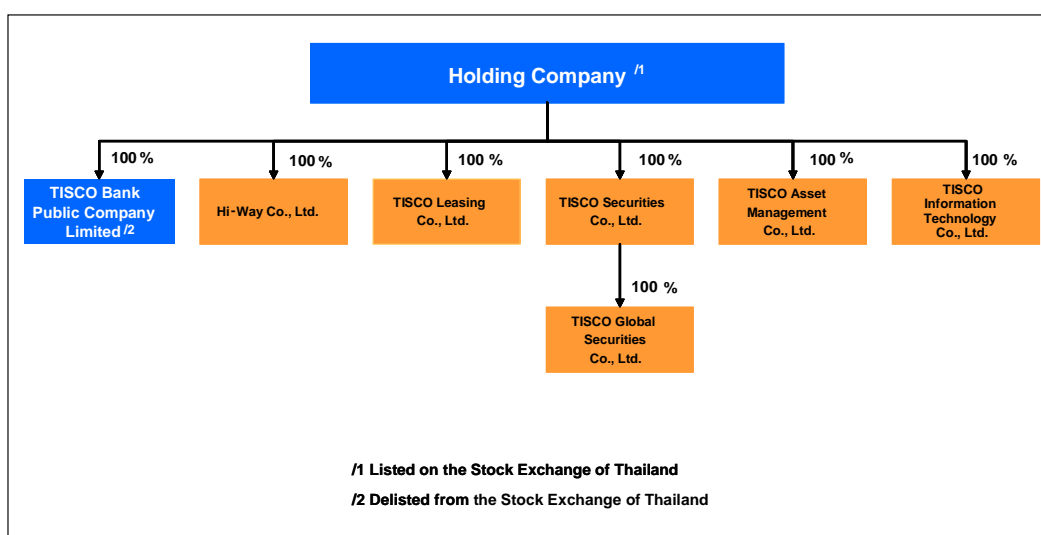 Holding Company /1
100 %
100 %
100 %
100 %
100 %
100 %
TISCO Bank
Public Company
Limited /2
Hi-Way Co., Ltd.
TISCO Leasing
Co., Ltd.
TISCO Securities
Co., Ltd.
TISCO Asset
Management
Co., Ltd.
TISCO
Information
Technology
Co., Ltd.
100 %
TISCO Global
Securities
Co., Ltd.
/1 Listed on the Stock Exchange of Thailand
/2 Delisted from the Stock Exchange of Thailand